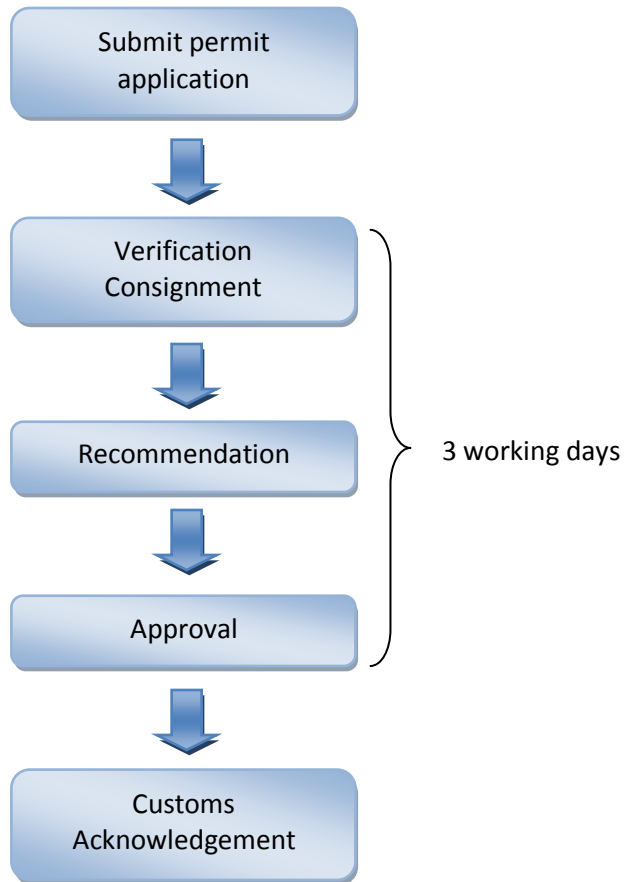 Submit permit
application
Verification
Consignment
Recommendation
3 working days
Approval
Customs
Acknowledgement